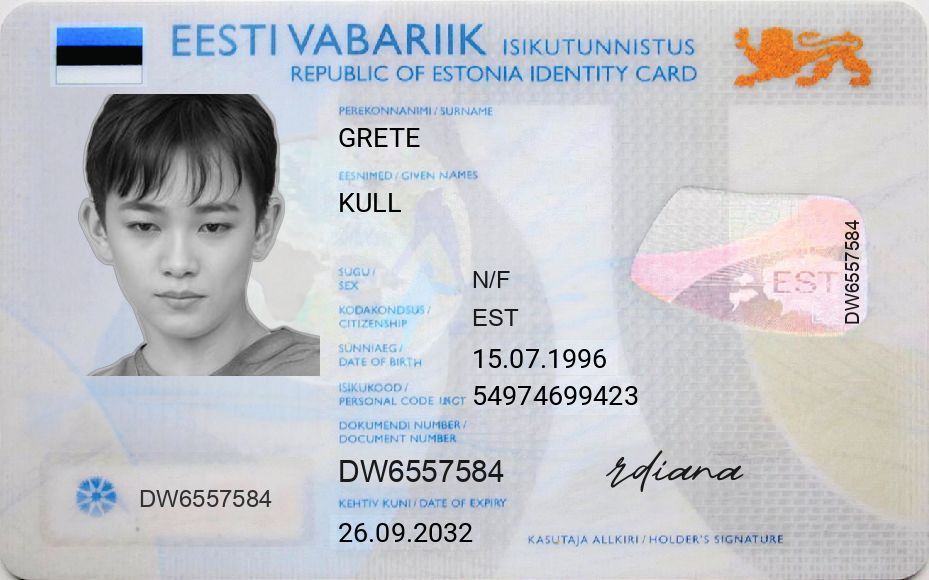 EESTI VABARIIK ISIKUTUNNISTUS
REPUBLIC OF ESTONIA IDENTITY CARD
PEREKONNANIMI / SURNAME
GRETE
EESNIMED / GIVEN NAMES
KULL
SUGU /
SEX
N/F
KODAKONDSUS /
CITIZENSHIP
EST
SÜNNIAEG /
DATE OF BIRTH
15.07.1996
ISIKUKOOD /
PERSONAL CODE
54974699423
DOKUMENDI NUMBER /
DOCUMENT NUMBER
DW6557584
KEHTIV KUNI / DATE OF EXPIRY
26.09.2032
DW6557584
EST
DW6557584
rdiana
KASUTAJA ALLKIRI / HOLDER'S SIGNATURE